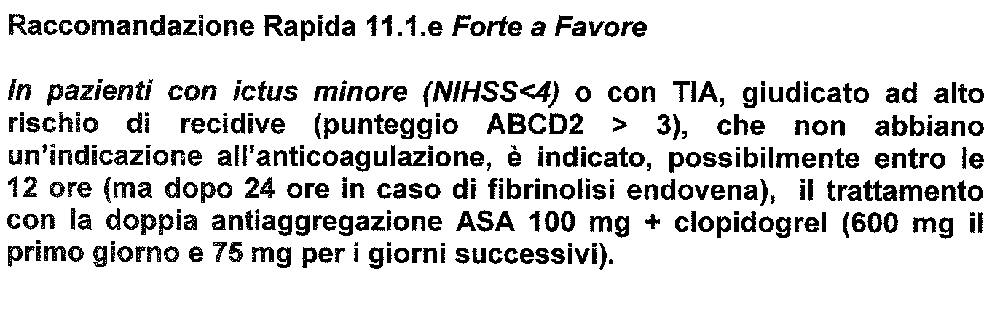 Raccomandazione Rapida 11.1.e Forte a Favore
In pazienti con ictus minore (NIHSS<4) o con TIA, giudicato ad alto
rischio di recidive (punteggio ABCD2 > 3), che non abbiano
un'indicazione all'anticoagulazione, è indicato, possibilmente entro le
12 ore (ma dopo 24 ore in caso di fibrinolisi endovena), il trattamento
con la doppia antiaggregazione ASA 100 mg + clopidogrel (600 mg il
primo giorno e 75 mg per i giorni successivi).